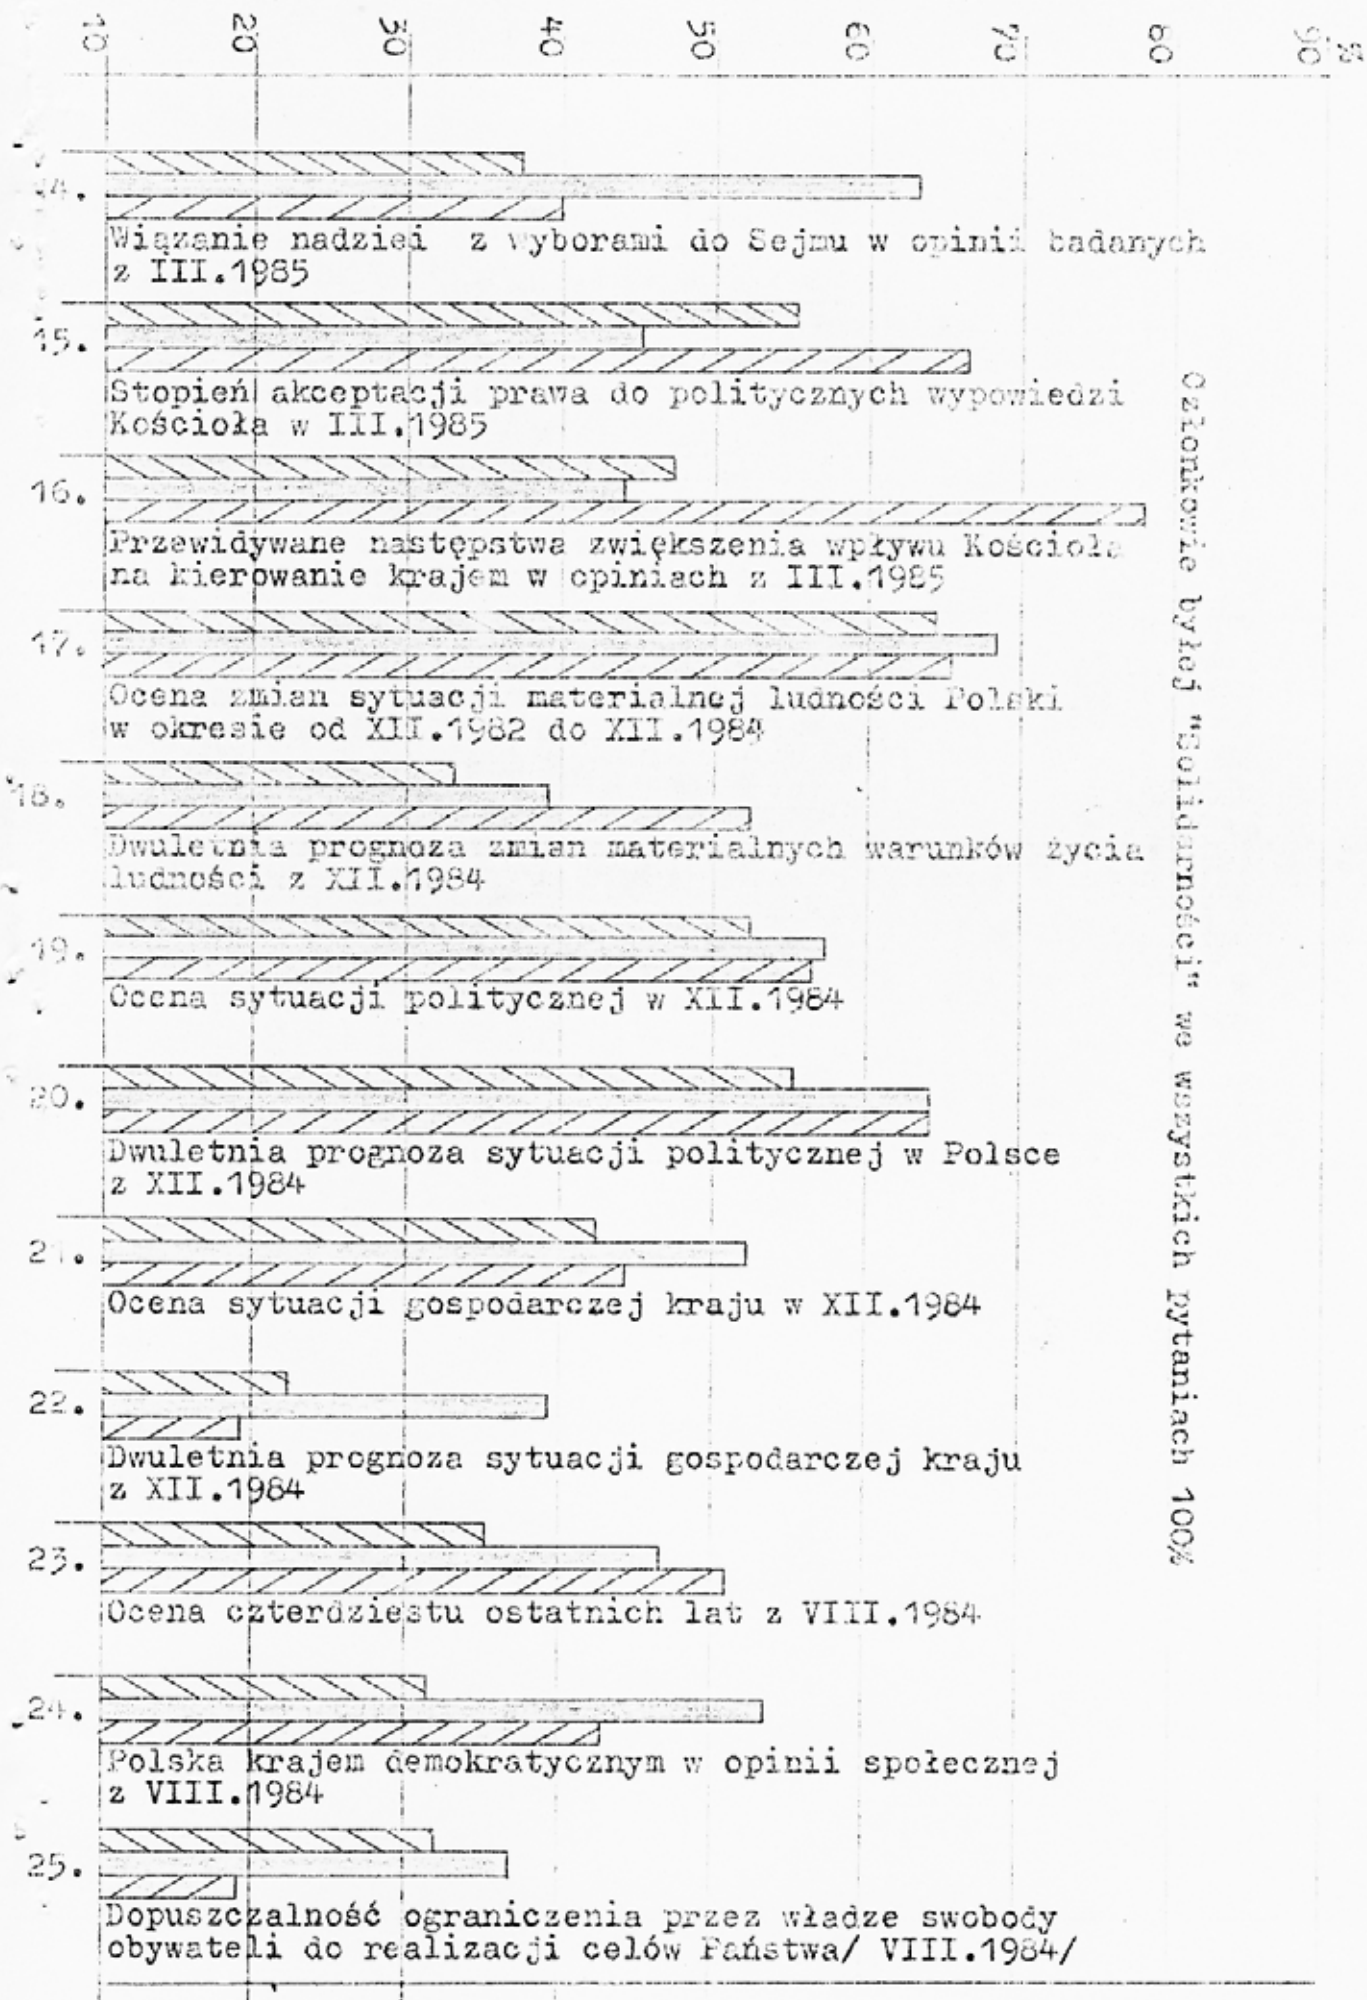 10 20 30 40 50 60 70 80 90 %
14.
Wiązanie nadziei z wyborami do Sejmu w opinii badanych
z III.1985
15.
Stopień akceptacji prawa do politycznych wypowiedzi
Kościoła w III.1985
16.
Przewidywane następstwa zwiększenia wpływu Kościoła
na kierowanie krajem w opiniach z III.1985
17.
Ocena zmian sytuacji materialnej ludności Polski
w okresie od XII.1982 do XII.1984
18.
Dwuletnia prognoza zmian materialnych warunków życia
ludności z XII.1984
19.
Ocena sytuacji politycznej w XII.1984
20.
Dwuletnia prognoza sytuacji politycznej w Polsce
z XII.1984
21.
Ocena sytuacji gospodarczej kraju w XII.1984
22.
Dwuletnia prognoza sytuacji gospodarczej kraju
z XII.1984
23.
Ocena czterdziestu ostatnich lat z VIII.1984
24.
Polska krajem demokratycznym w opinii społecznej
z VIII.1984
25.
Dopuszczalność ograniczenia przez władze swobody
obywateli do realizacji celów Państwa/ VIII.1984/
Członkowie byłej "Solidarności" we wszystkich pytaniach 100%